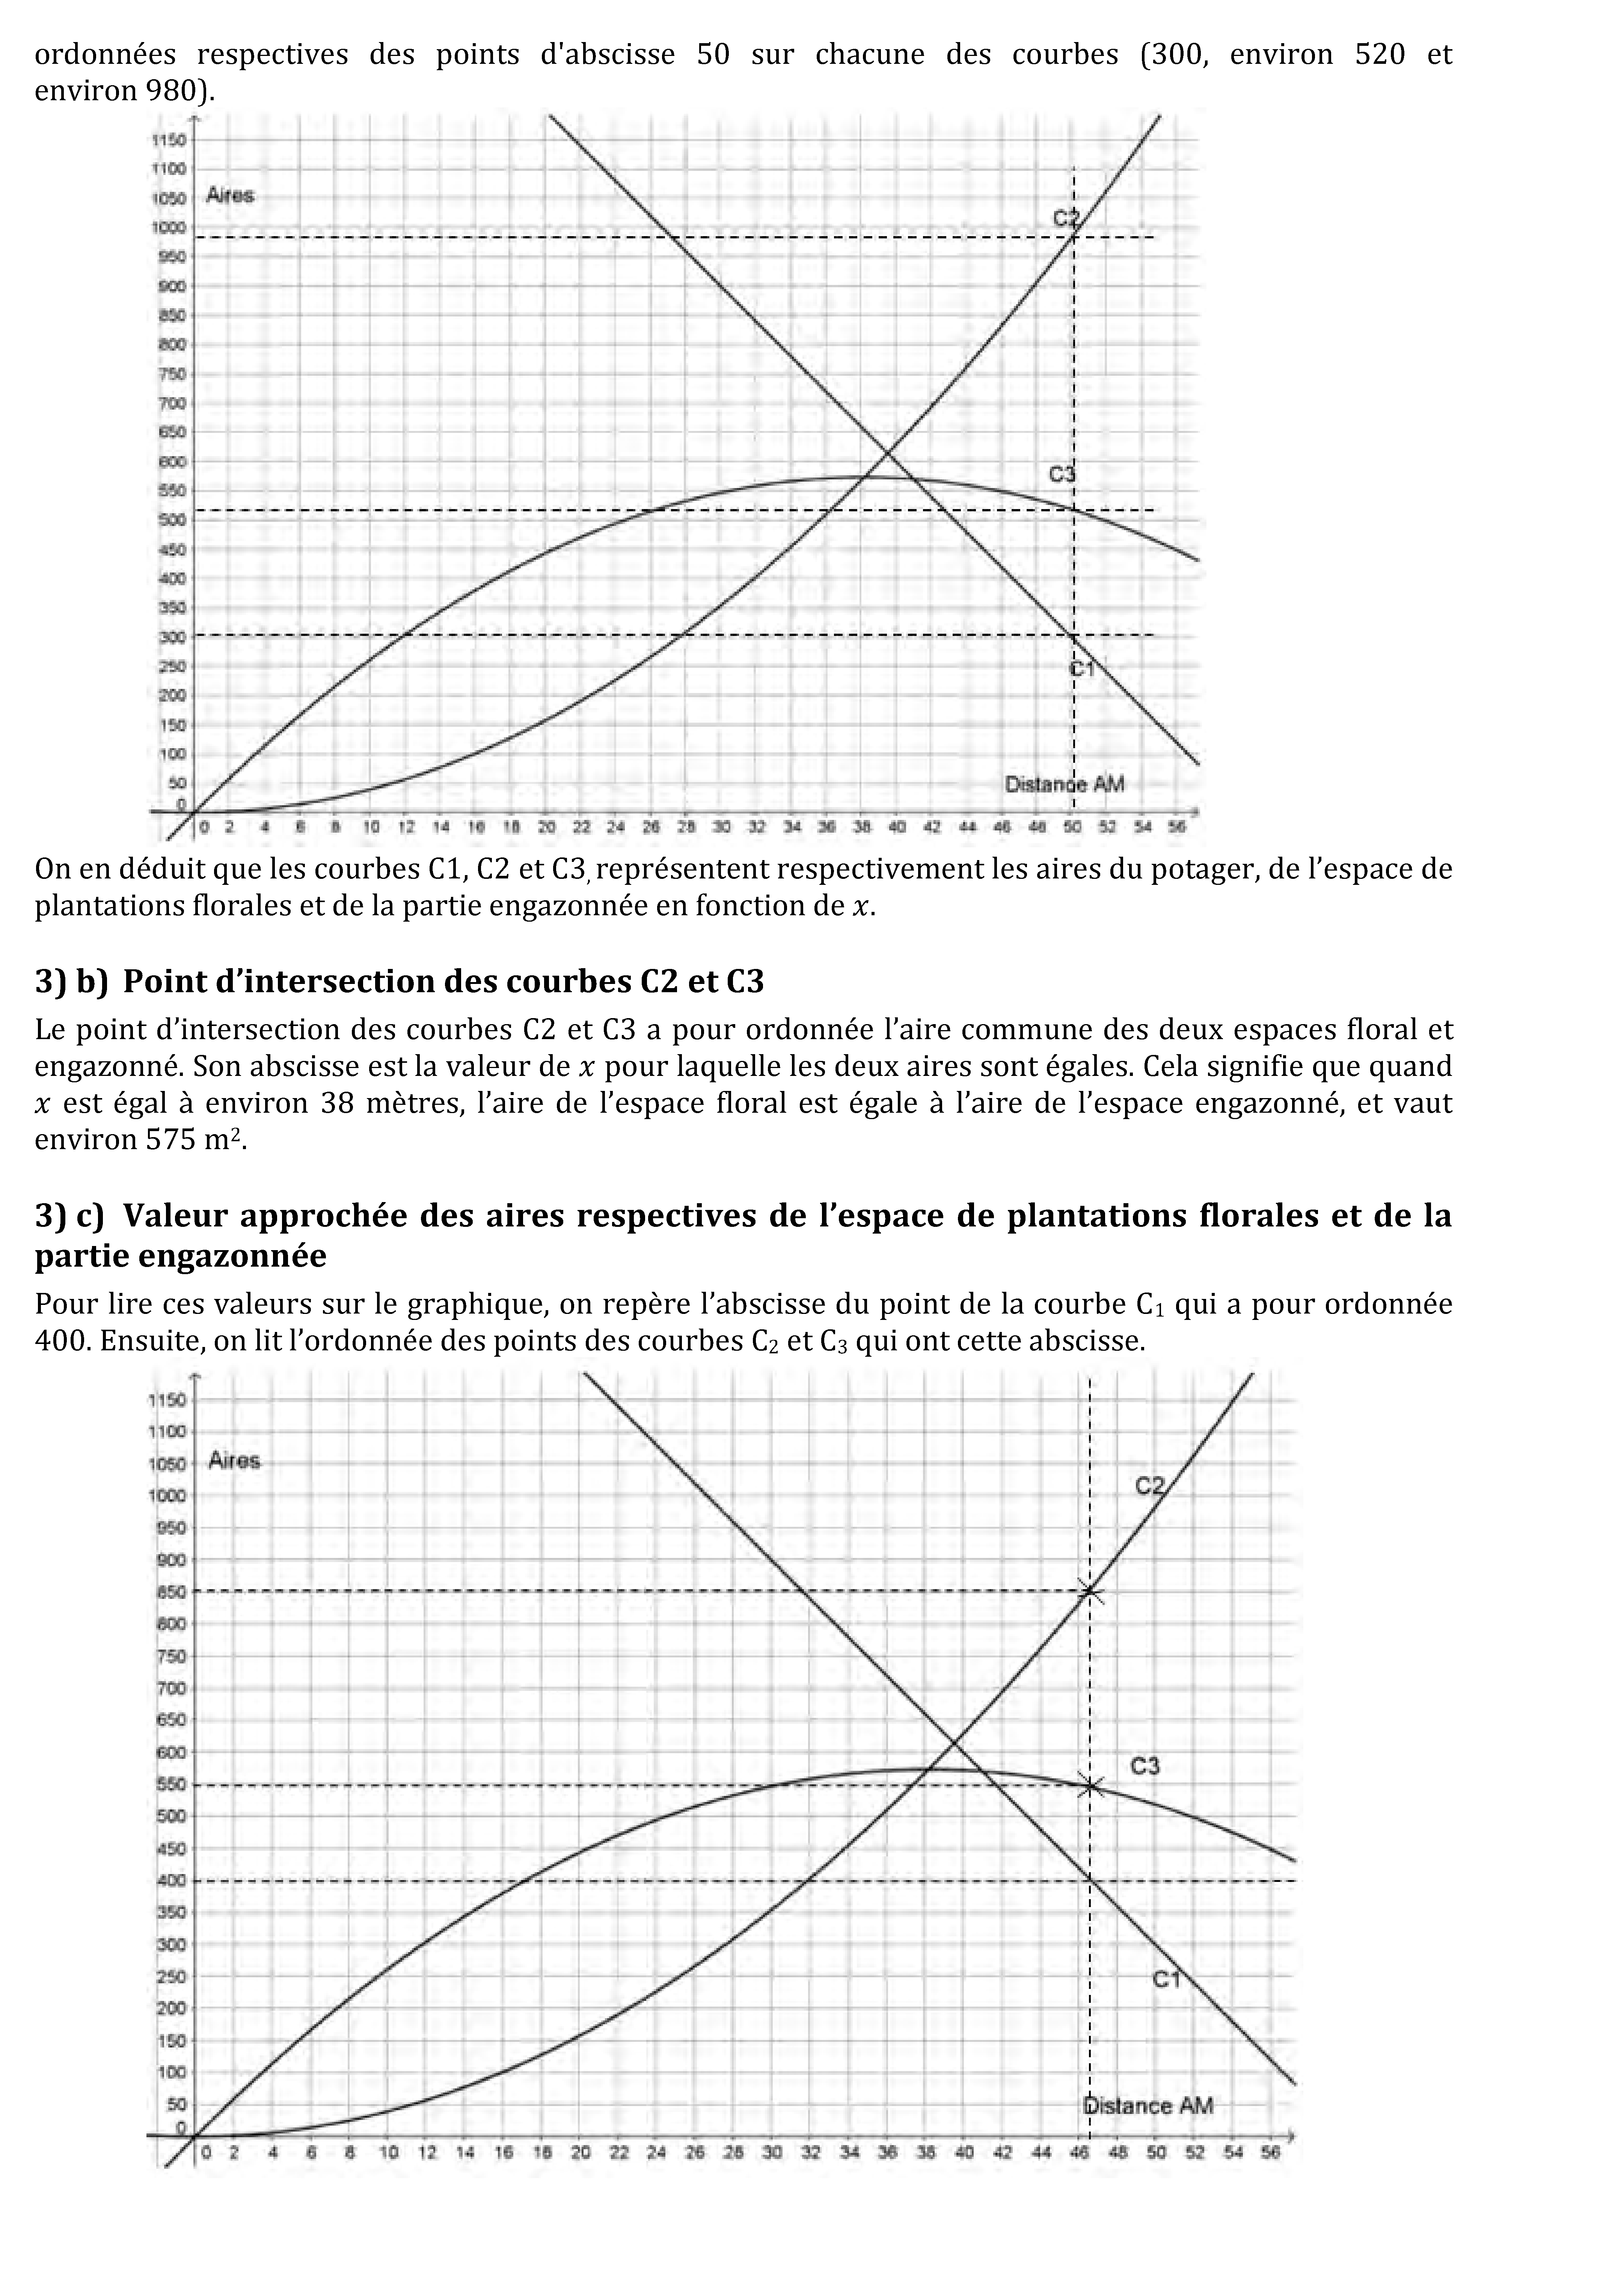 ordonnées respectives des points d'abscisse 50 sur chacune des courbes (300, environ 520 et
environ 980).
1150
1100
1050 Aires
1000 C2
950
900
850
800
750
700
650
600
550 C3
500
450
400
350
300
250 C1
200
150
100
50 Distance AM
0
0 2 4 6 8 10 12 14 16 18 20 22 24 26 28 30 32 34 36 38 40 42 44 46 48 50 52 54 56
On en déduit que les courbes C1, C2 et C3, représentent respectivement les aires du potager, de l’espace de
plantations florales et de la partie engazonnée en fonction de x.
3) b) Point d’intersection des courbes C2 et C3
Le point d’intersection des courbes C2 et C3 a pour ordonnée l’aire commune des deux espaces floral et
engazonné. Son abscisse est la valeur de x pour laquelle les deux aires sont égales. Cela signifie que quand
x est égal à environ 38 mètres, l’aire de l’espace floral est égale à l’aire de l’espace engazonné, et vaut
environ 575 m².
3) c) Valeur approchée des aires respectives de l’espace de plantations florales et de la
partie engazonnée
Pour lire ces valeurs sur le graphique, on repère l’abscisse du point de la courbe C₁ qui a pour ordonnée
400. Ensuite, on lit l’ordonnée des points des courbes C₂ et C₃ qui ont cette abscisse.
1150
1100
1050 Aires
1000 C2
950
900
850
800
750
700
650
600
550 C3
500
450
400
350
300
250 C1
200
150
100
50 Distance AM
0
0 2 4 6 8 10 12 14 16 18 20 22 24 26 28 30 32 34 36 38 40 42 44 46 48 50 52 54 56